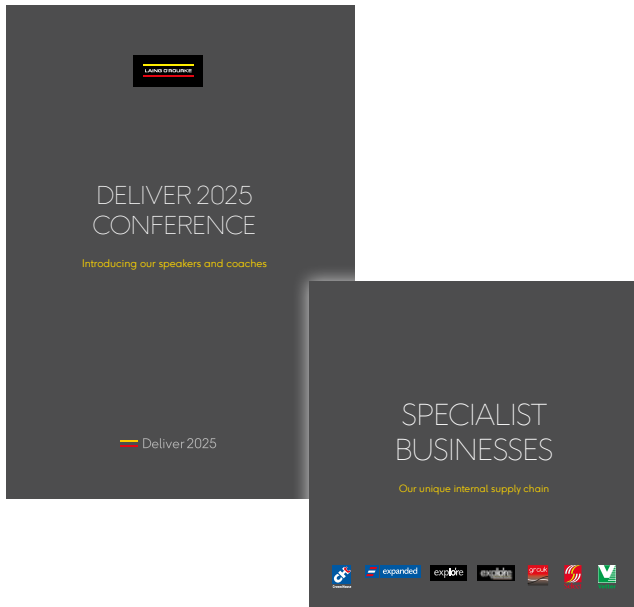 LAING O'ROURKE
DELIVER 2025
CONFERENCE
Introducing our speakers and coaches
Deliver 2025
SPECIALIST
BUSINESSES
Our unique internal supply chain
expanded
explore
explore